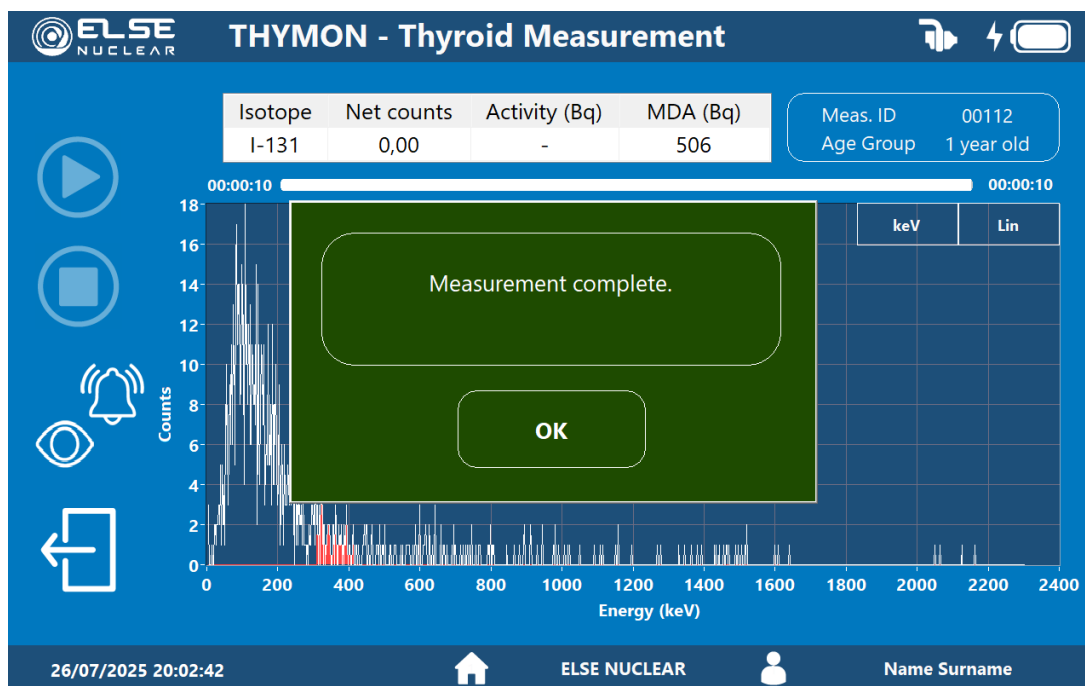 ELSE
NUCLEAR
THYMON - Thyroid Measurement
Isotope Net counts Activity (Bq) MDA (Bq)
I-131 0,00 - 506
Meas. ID 00112
Age Group 1 year old
00:00:10 00:00:10
keV Lin
18
16
14
12
10
8
6
4
2
0
Counts
Measurement complete.
OK
0 200 400 600 800 1000 1200 1400 1600 1800 2000 2200 2400
Energy (keV)
26/07/2025 20:02:42 ELSE NUCLEAR Name Surname